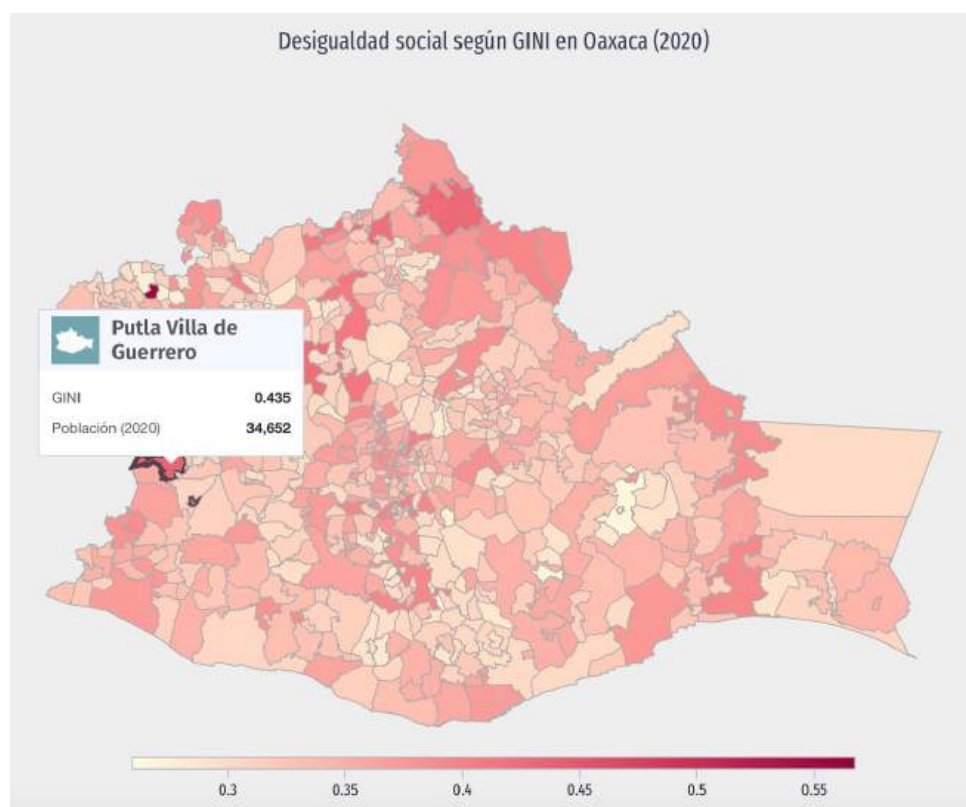 Desigualdad social según GINI en Oaxaca (2020)
Putla Villa de
Guerrero
GINI 0.435
Población (2020) 34,652
0.3 0.35 0.4 0.45 0.5 0.55